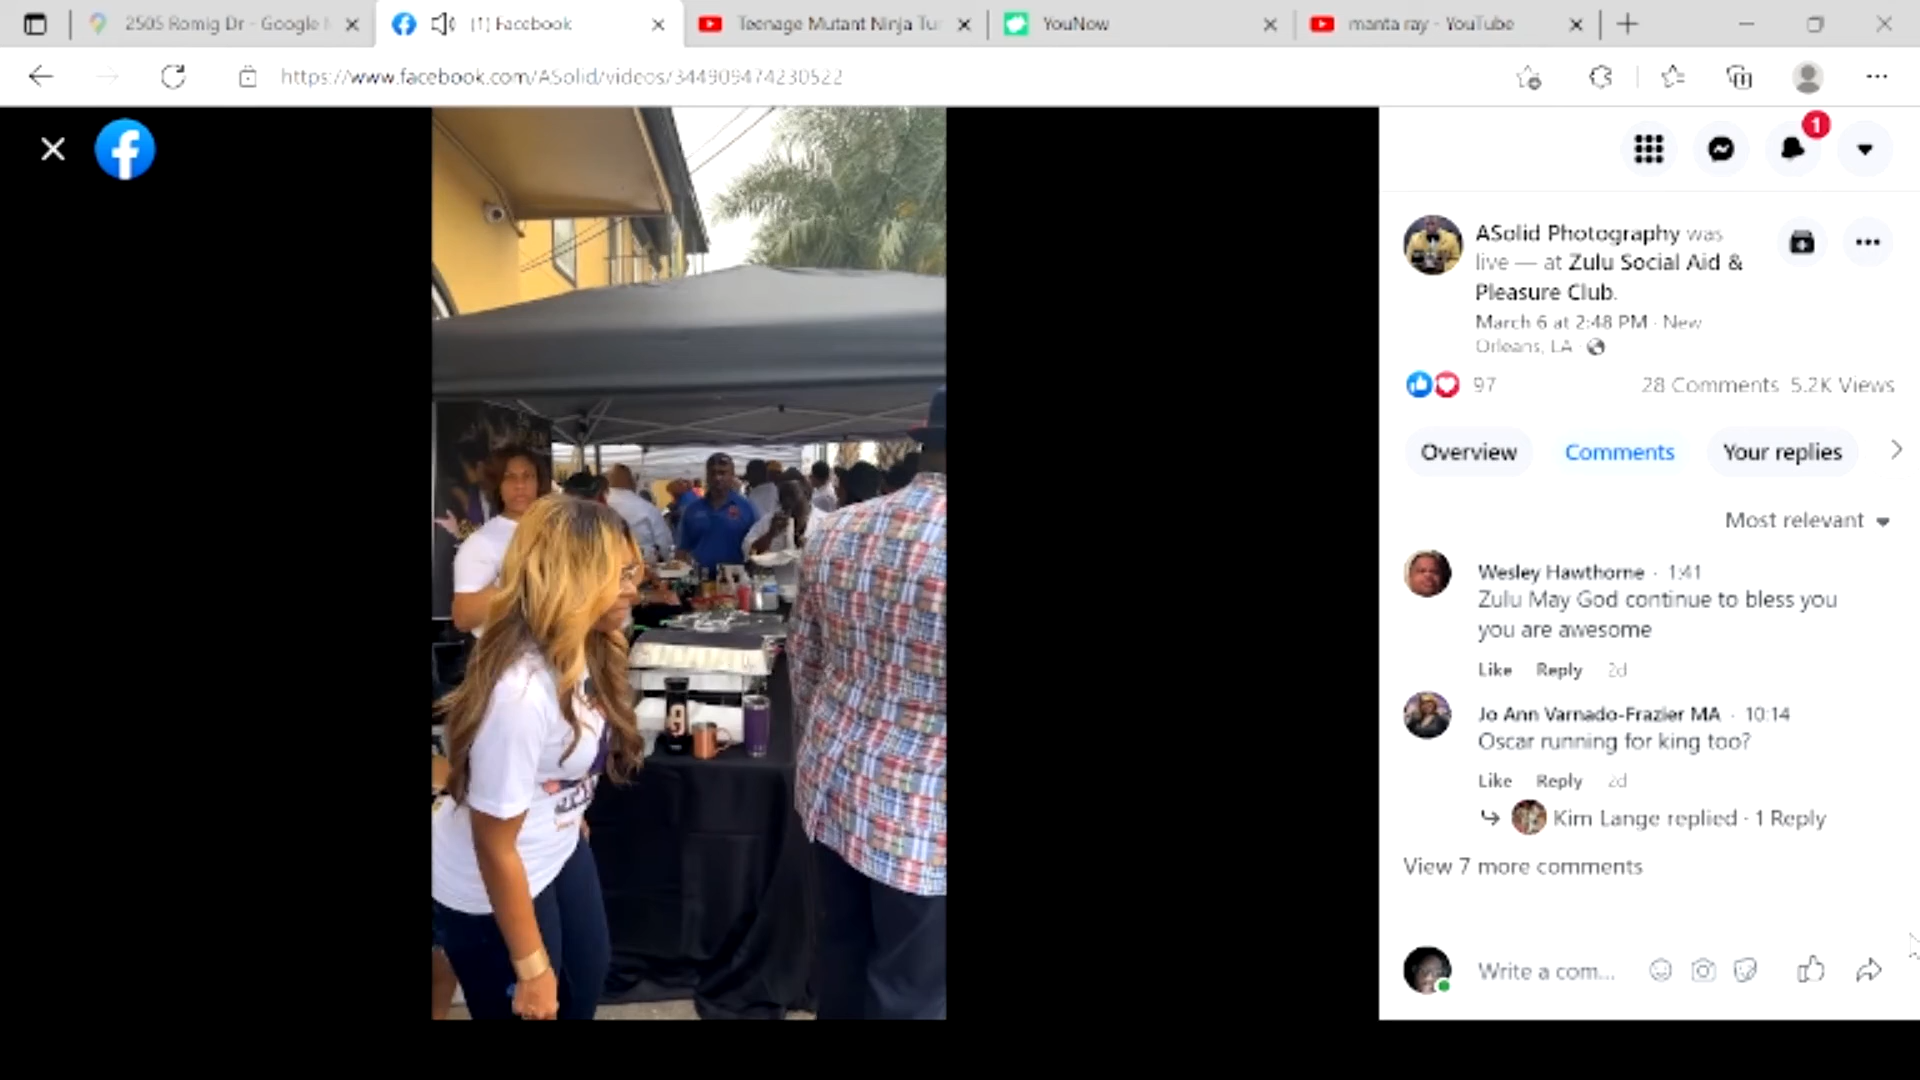 2505 Romig Dr - Google
(1) Facebook
Teenage Mutant Ninja Tur
YouNow
manta ray - YouTube
https://www.facebook.com/ASolid/videos/344909474230522
1
ASolid Photography was
live — at Zulu Social Aid &
Pleasure Club.
March 6 at 2:48 PM · New
Orleans, LA ·
97
28 Comments 5.2K Views
Overview
Comments
Your replies
Most relevant
Wesley Hawthorne · 1:41
Zulu May God continue to bless you
you are awesome
Like Reply 2d
Jo Ann Varnado-Frazier MA · 10:14
Oscar running for king too?
Like Reply 2d
Kim Lange replied · 1 Reply
View 7 more comments
Write a com...